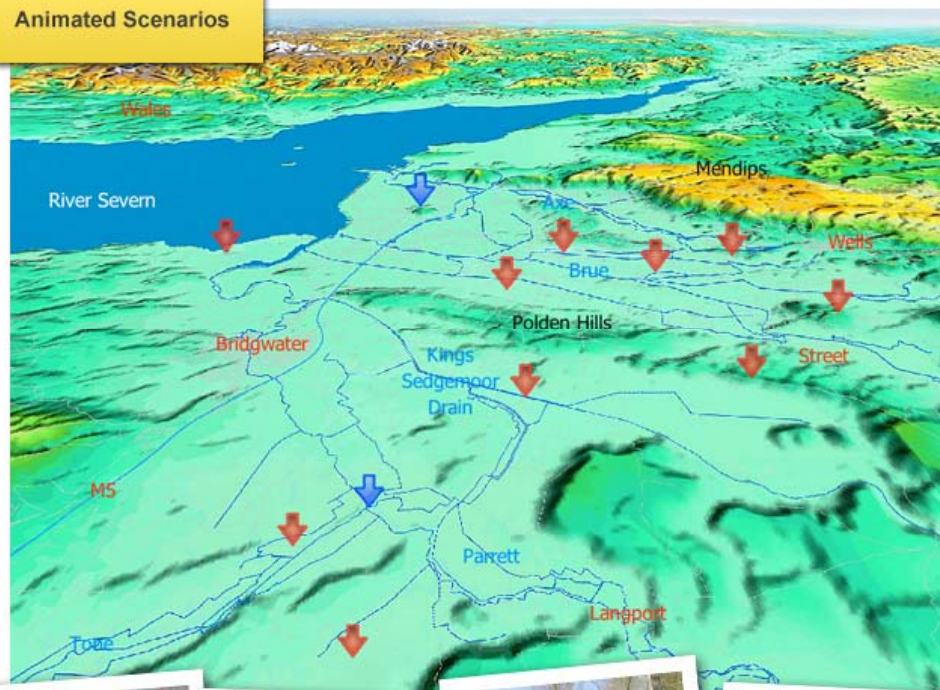 Animated Scenarios
Wales
Mendips
River Severn
Axe
Wells
Brue
Polden Hills
Bridgwater
Kings
Sedgemoor
Drain
Street
M5
Parrett
Langport
Tone